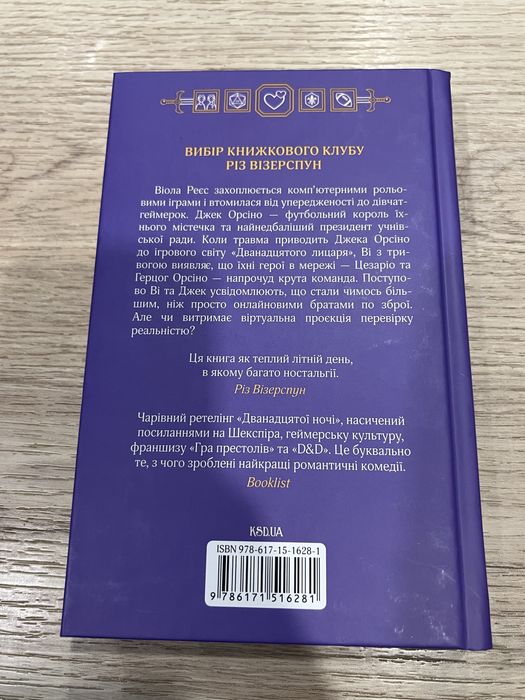 ВИБІР КНИЖКОВОГО КЛУБУ
РІЗ ВІЗЕРСПУН
Віола Реєс захоплюється комп’ютерними рольо-
вими іграми і втомилася від упередженості до дівчат-
геймерок. Джек Орсіно — футбольний король їх-
нього містечка та найнедбаліший президент учнів-
ської ради. Коли травма приводить Джека Орсіно
до ігрового світу «Дванадцятого лицаря», Ві з три-
вогою виявляє, що їхні герої в мережі — Цезаріо та
Герцог Орсіно — напрочуд крута команда. Поступо-
во Ві та Джек усвідомлюють, що стали чимось біль-
шим, ніж просто онлайновими братами по зброї.
Але чи витримає віртуальна проєкція перевірку
реальністю?
Ця книга як теплий літній день,
в якому багато ностальгії.
Різ Візерспун
Чарівний ретелінг «Дванадцятої ночі», насичений
посиланнями на Шекспіра, геймерську культуру,
франшизу «Гра престолів» та «D&D». Це буквально
те, з чого зроблені найкращі романтичні комедії.
Booklist
KSD.UA
ISBN 978-617-15-1628-1
9 786171 516281